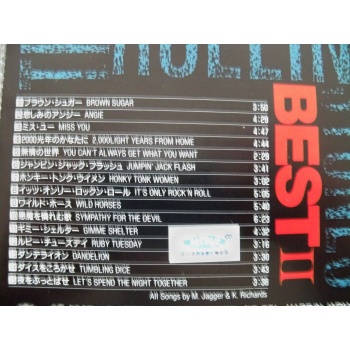 ROLLIN
BEST II
ブラウン・シュガー BROWN SUGAR 3:50
悲しみのアンジー ANGIE 4:29
ミス・ユー MISS YOU 4:47
2000光年のかなたに 2,000LIGHT YEARS FROM HOME 4:44
無情の世界 YOU CAN'T ALWAYS GET WHAT YOU WANT 2:29
ジャンピン・ジャック・フラッシュ JUMPIN' JACK FLASH 3:41
ホンキー・トンク・ウイメン HONKY TONK WOMEN 3:02
イッツ・オンリー・ロックン・ロール IT'S ONLY ROCK'N ROLL 5:05
ワイルド・ホース WILD HORSES 5:40
悪魔を憐れむ歌 SYMPATHY FOR THE DEVIL 6:23
ギミー・シェルター GIMME SHELTER 4:32
ルビー・チューズデイ RUBY TUESDAY 3:16
ダンデライオン DANDELION 3:30
ダイスをころがせ TUMBLING DICE 3:43
夜をぶっとばせ LET'S SPEND THE NIGHT TOGETHER 3:38
All Songs by M. Jagger & K. Richards